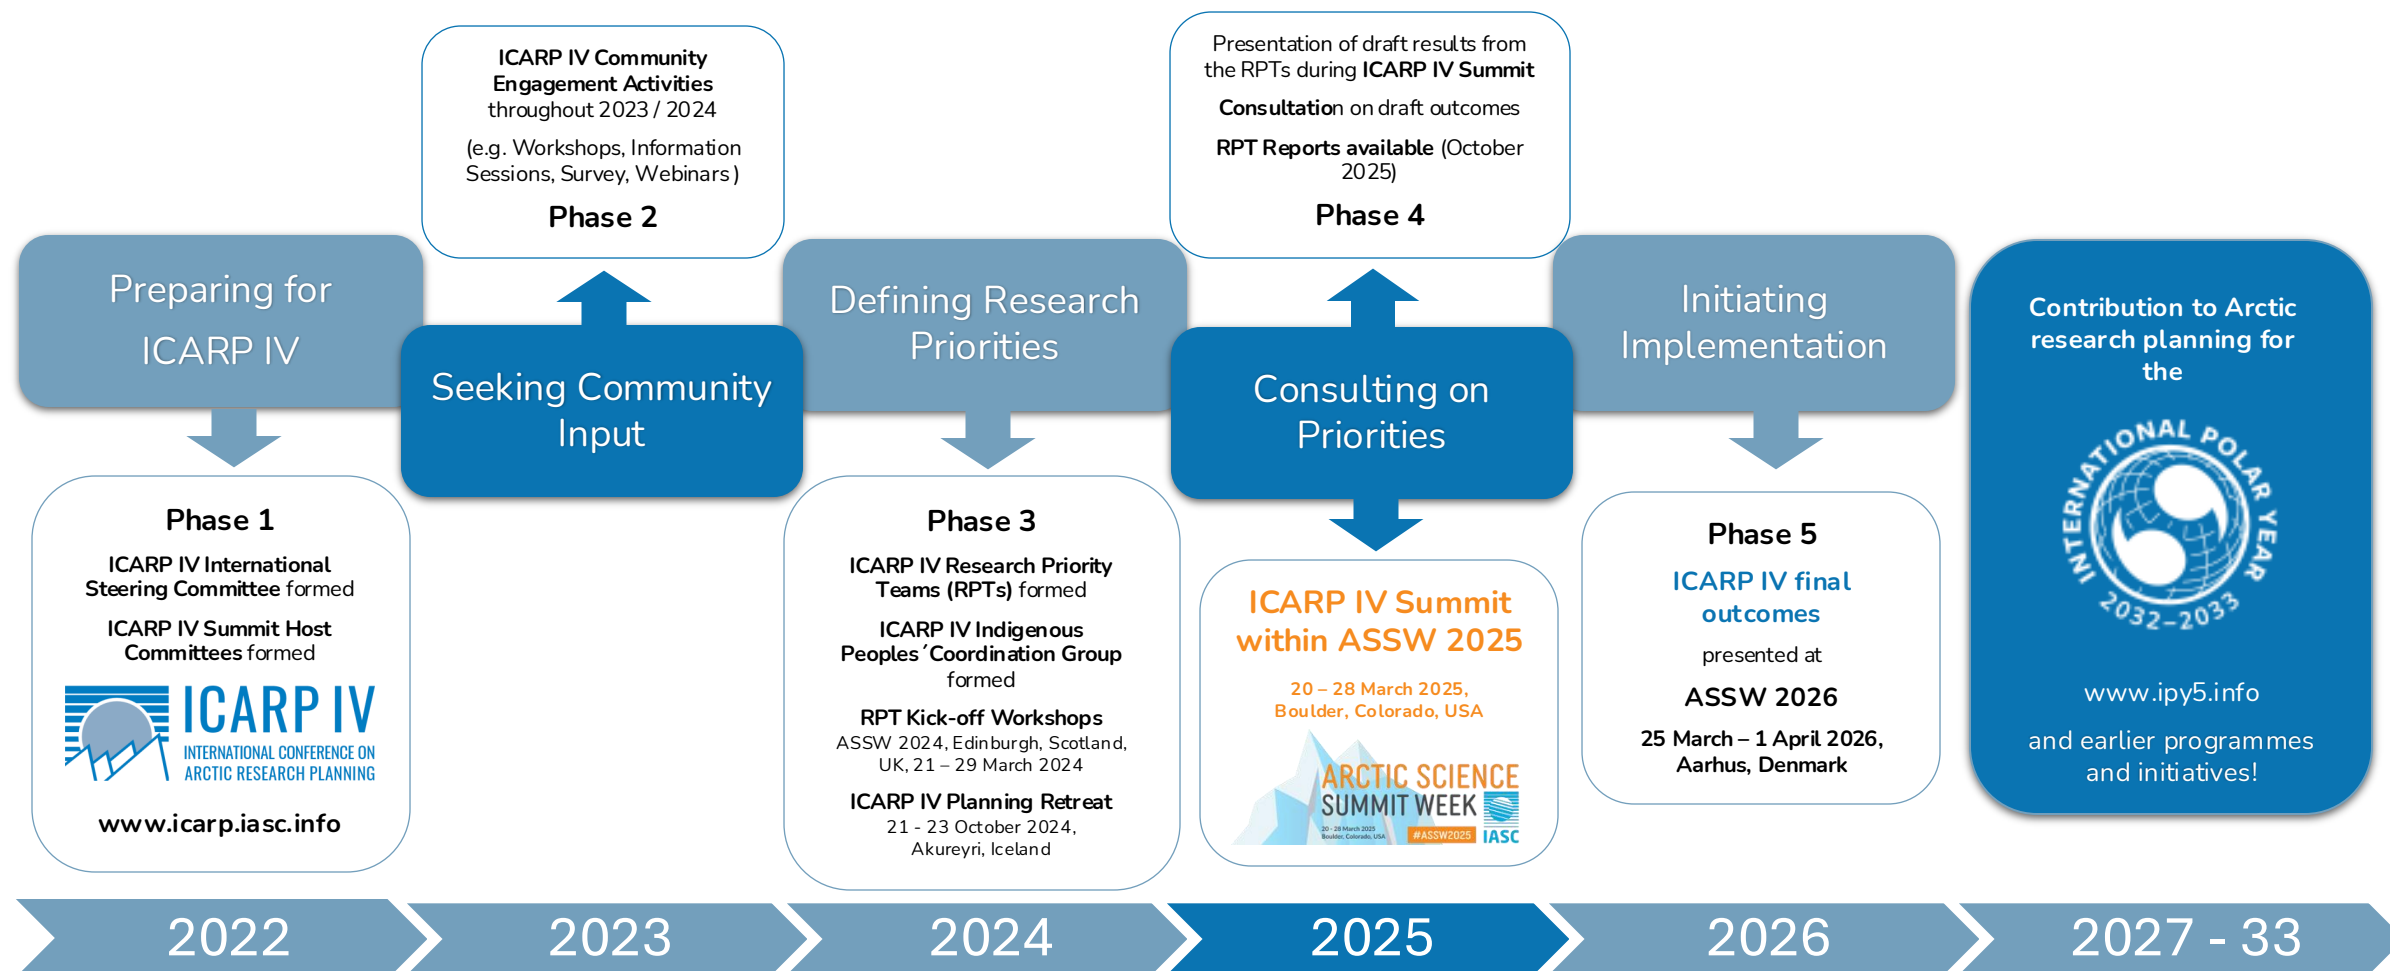 Preparing for
ICARP IV
Phase 1
ICARP IV International
Steering Committee formed
ICARP IV Summit Host
Committees formed
ICARP IV
INTERNATIONAL CONFERENCE ON
ARCTIC RESEARCH PLANNING
www.icarp.iasc.info
2022
ICARP IV Community
Engagement Activities
throughout 2023 / 2024
(e.g. Workshops, Information
Sessions, Survey, Webinars )
Phase 2
Seeking Community
Input
2023
Defining Research
Priorities
Phase 3
ICARP IV Research Priority
Teams (RPTs) formed
ICARP IV Indigenous
Peoples´Coordination Group
formed
RPT Kick-off Workshops
ASSW 2024, Edinburgh, Scotland,
UK, 21 – 29 March 2024
ICARP IV Planning Retreat
21 - 23 October 2024,
Akureyri, Iceland
2024
Presentation of draft results from
the RPTs during ICARP IV Summit
Consultation on draft outcomes
RPT Reports available (October
2025)
Phase 4
Consulting on
Priorities
ICARP IV Summit
within ASSW 2025
20 – 28 March 2025,
Boulder, Colorado, USA
ARCTIC SCIENCE
SUMMIT WEEK
20 - 28 March 2025
Boulder, Colorado, USA
#ASSW2025
IASC
2025
Initiating
Implementation
Phase 5
ICARP IV final
outcomes
presented at
ASSW 2026
25 March – 1 April 2026,
Aarhus, Denmark
2026
Contribution to Arctic
research planning for
the
INTERNATIONAL POLAR YEAR
2032–2033
www.ipy5.info
and earlier programmes
and initiatives!
2027 - 33